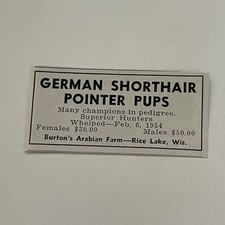 GERMAN SHORTHAIR
POINTER PUPS
Many champions in pedigree.
Superior Hunters
Whelped—Feb. 6, 1954
Females $30.00 Males $50.00
Burton's Arabian Farm—Rice Lake, Wis.